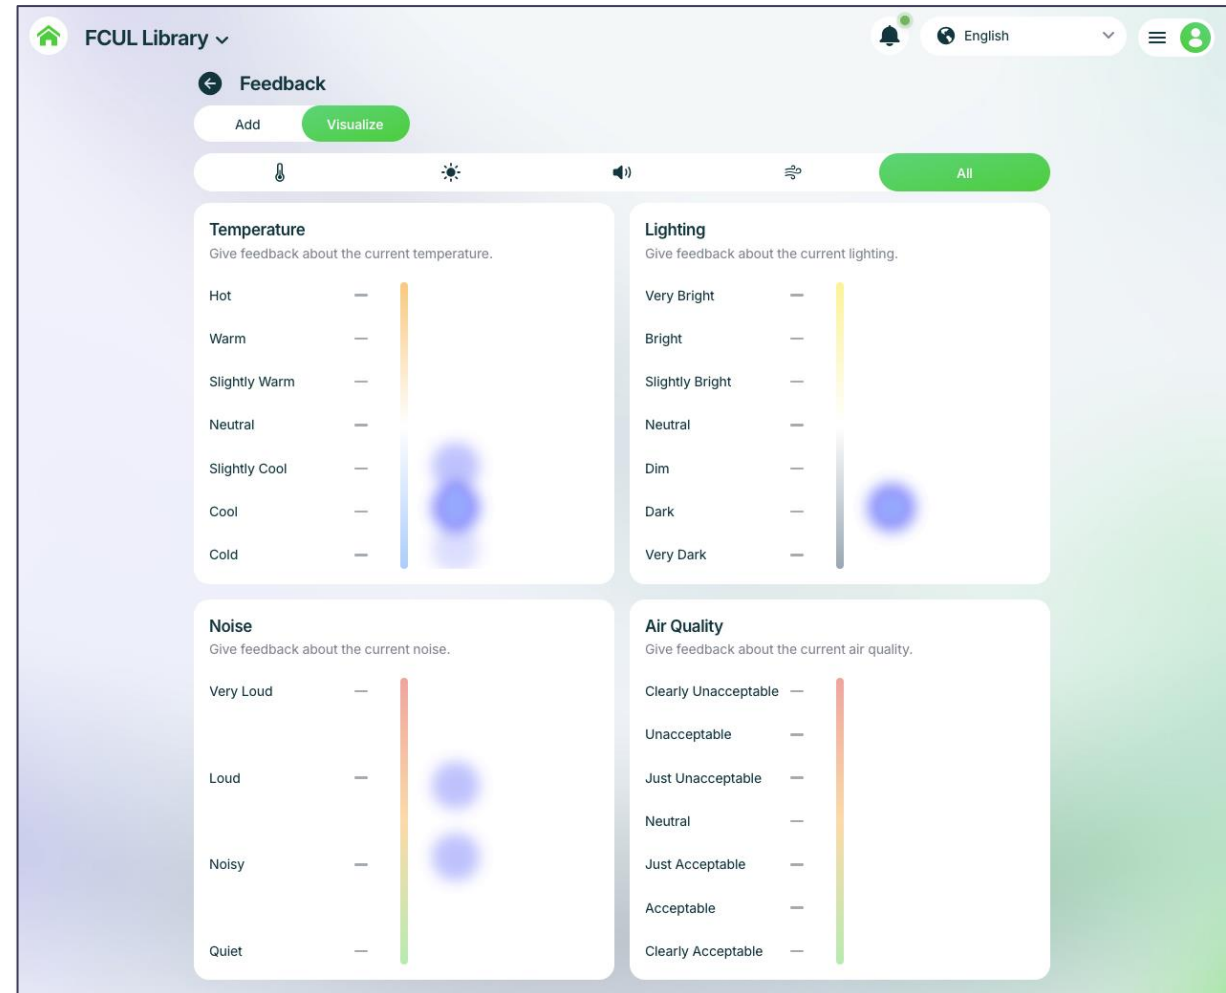 FCUL Library
English
Feedback
Add
Visualize
All
Temperature
Give feedback about the current temperature.
Hot
Warm
Slightly Warm
Neutral
Slightly Cool
Cool
Cold
Lighting
Give feedback about the current lighting.
Very Bright
Bright
Slightly Bright
Neutral
Dim
Dark
Very Dark
Noise
Give feedback about the current noise.
Very Loud
Loud
Noisy
Quiet
Air Quality
Give feedback about the current air quality.
Clearly Unacceptable
Unacceptable
Just Unacceptable
Neutral
Just Acceptable
Acceptable
Clearly Acceptable